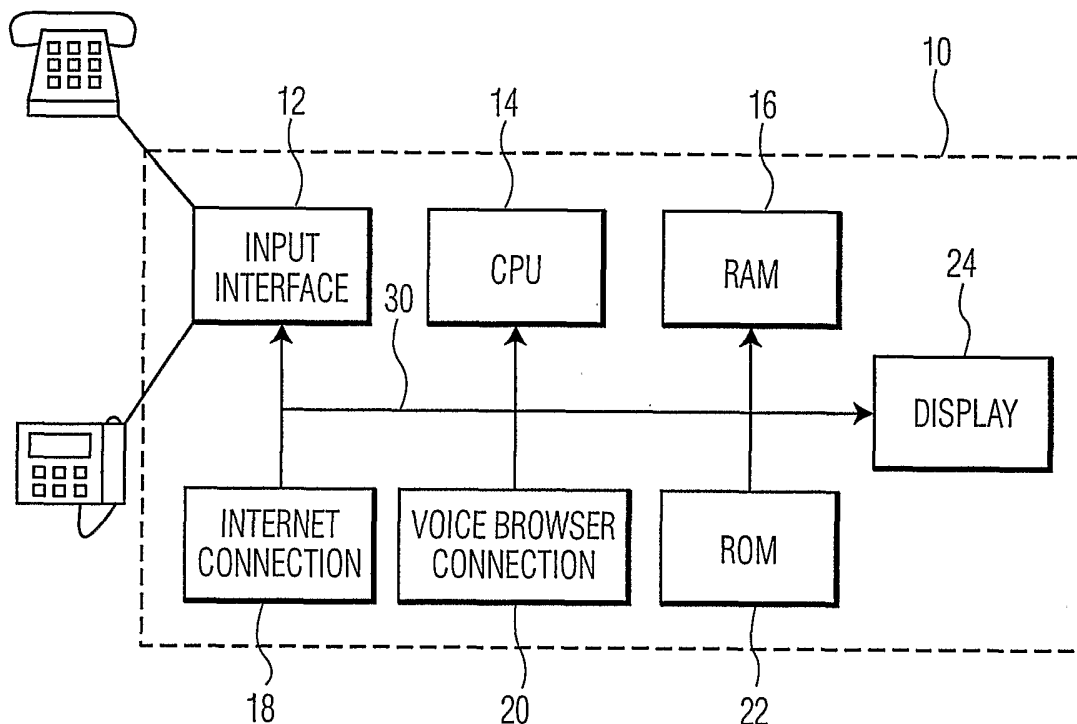 10
12
14
16
INPUT
INTERFACE
CPU
RAM
24
30
DISPLAY
INTERNET
CONNECTION
VOICE BROWSER
CONNECTION
ROM
18
20
22